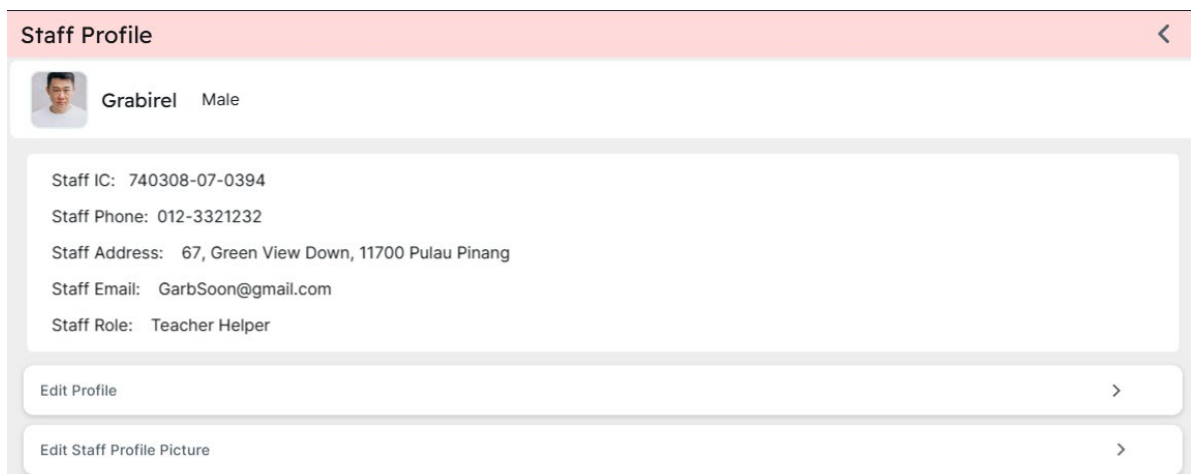 Staff Profile
Grabirel Male
Staff IC: 740308-07-0394
Staff Phone: 012-3321232
Staff Address: 67, Green View Down, 11700 Pulau Pinang
Staff Email: GarbSoon@gmail.com
Staff Role: Teacher Helper
Edit Profile
Edit Staff Profile Picture